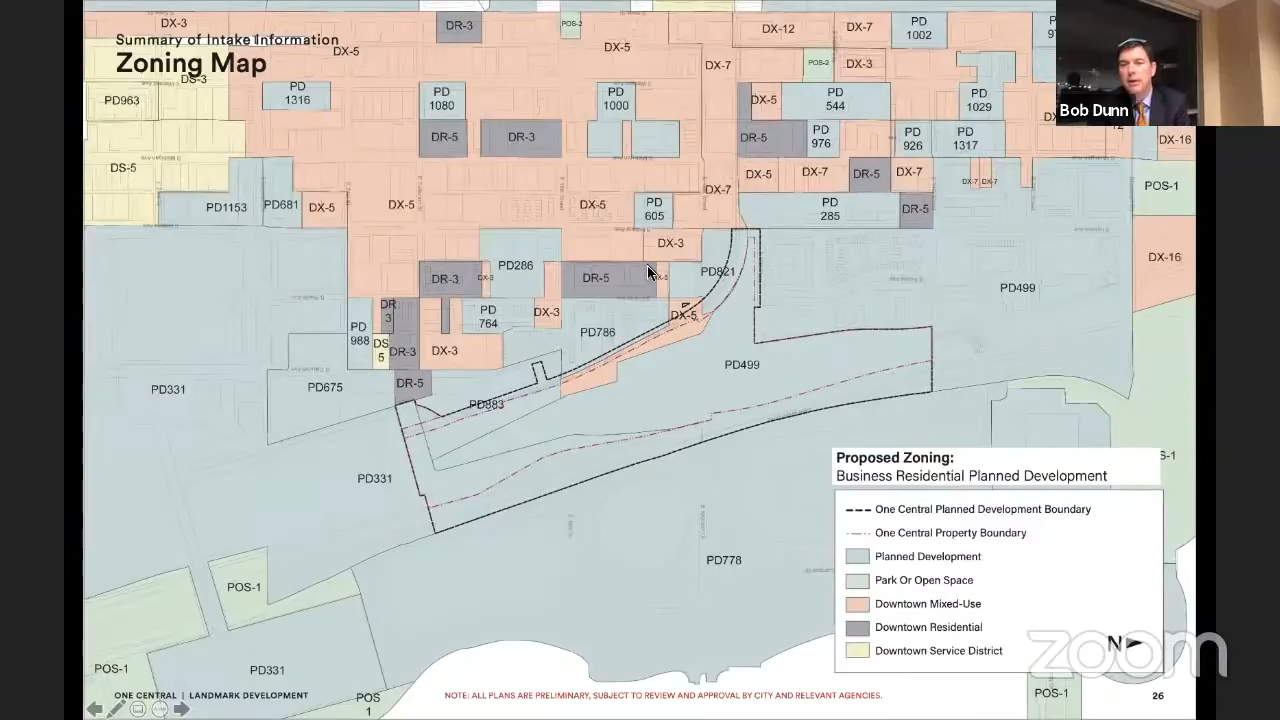 Summary of Intake Information
Zoning Map
DX-3
DR-3
POS-2
DX-12
DX-7
PD
1002
DX-5
DX-5
DX-7
POS-2
DX-3
DS-3
PD963
PD
1316
PD
1080
PD
1000
DX-5
PD
544
PD
1029
Bob Dunn
DR-5
DR-3
DR-5
PD
976
PD
926
PD
1317
DX-16
DS-5
DX-5
DX-7
DR-5
DX-7
DX-7
DX-7
POS-1
PD1153
PD681
DX-5
DX-5
DX-5
PD
605
DX-7
PD
285
DR-5
DX-3
DR-3
PD286
DR-5
PD821
PD499
DX-16
DR
3
PD
764
DX-3
DX-5
PD
988
DS
5
DR-3
DX-3
PD786
PD331
PD675
DR-5
PD499
PD883
PD331
PD778
POS-1
PD331
POS-1
POS
1
S-1
POS-1
Proposed Zoning:
Business Residential Planned Development
One Central Planned Development Boundary
One Central Property Boundary
Planned Development
Park Or Open Space
Downtown Mixed-Use
Downtown Residential
Downtown Service District
N
zoom
ONE CENTRAL | LANDMARK DEVELOPMENT
NOTE: ALL PLANS ARE PRELIMINARY, SUBJECT TO REVIEW AND APPROVAL BY CITY AND RELEVANT AGENCIES.
26